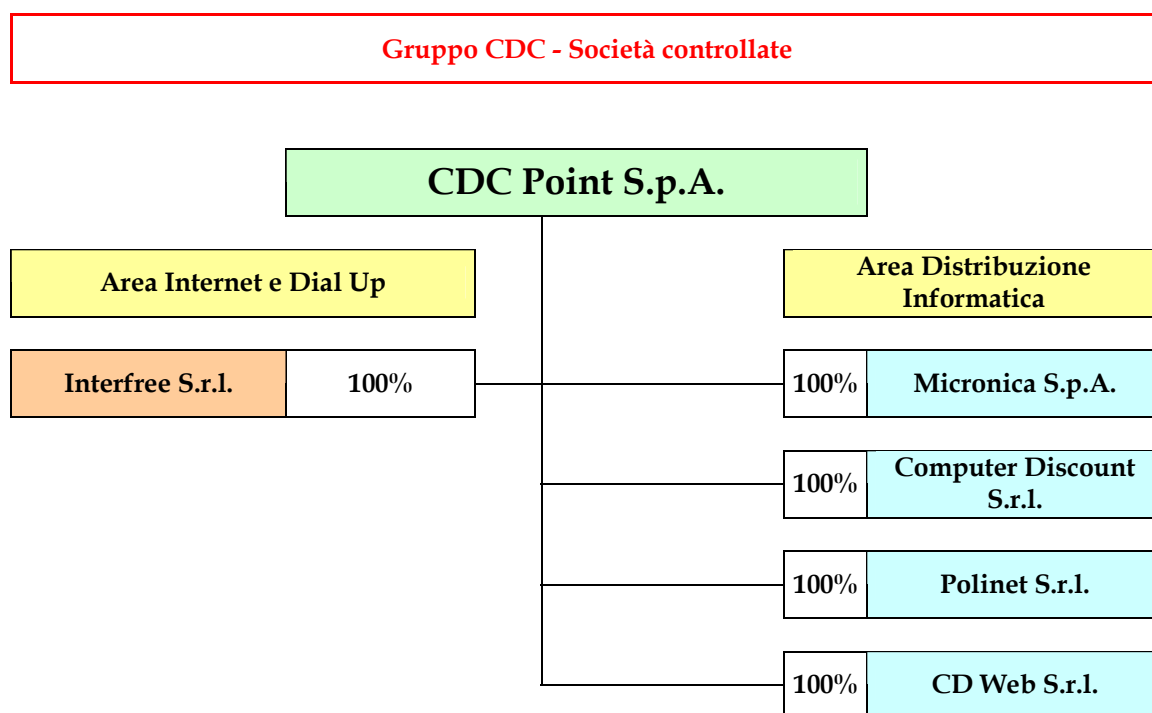 Gruppo CDC - Società controllate
CDC Point S.p.A.
Area Internet e Dial Up
Area Distribuzione
Informatica
Interfree S.r.l.
100%
100%
Micronica S.p.A.
100%
Computer Discount
S.r.l.
100%
Polinet S.r.l.
100%
CD Web S.r.l.